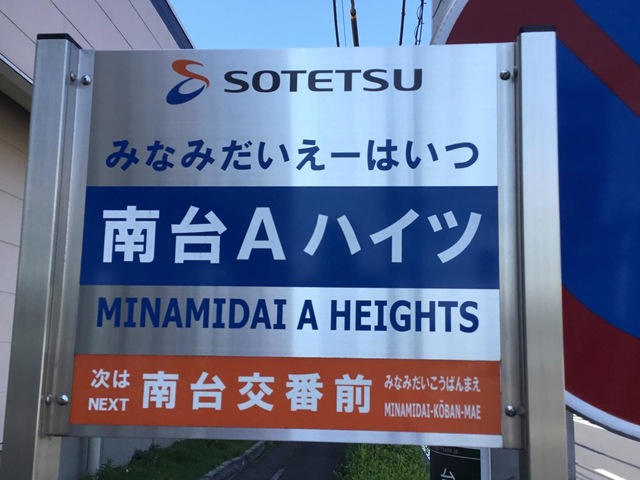 SOTETSU
みなみだいえーはいつ
南台Aハイツ
MINAMIDAI A HEIGHTS
次は 南台交番前 みなみだいこうばんまえ
NEXT MINAMIDAI-KŌBAN-MAE